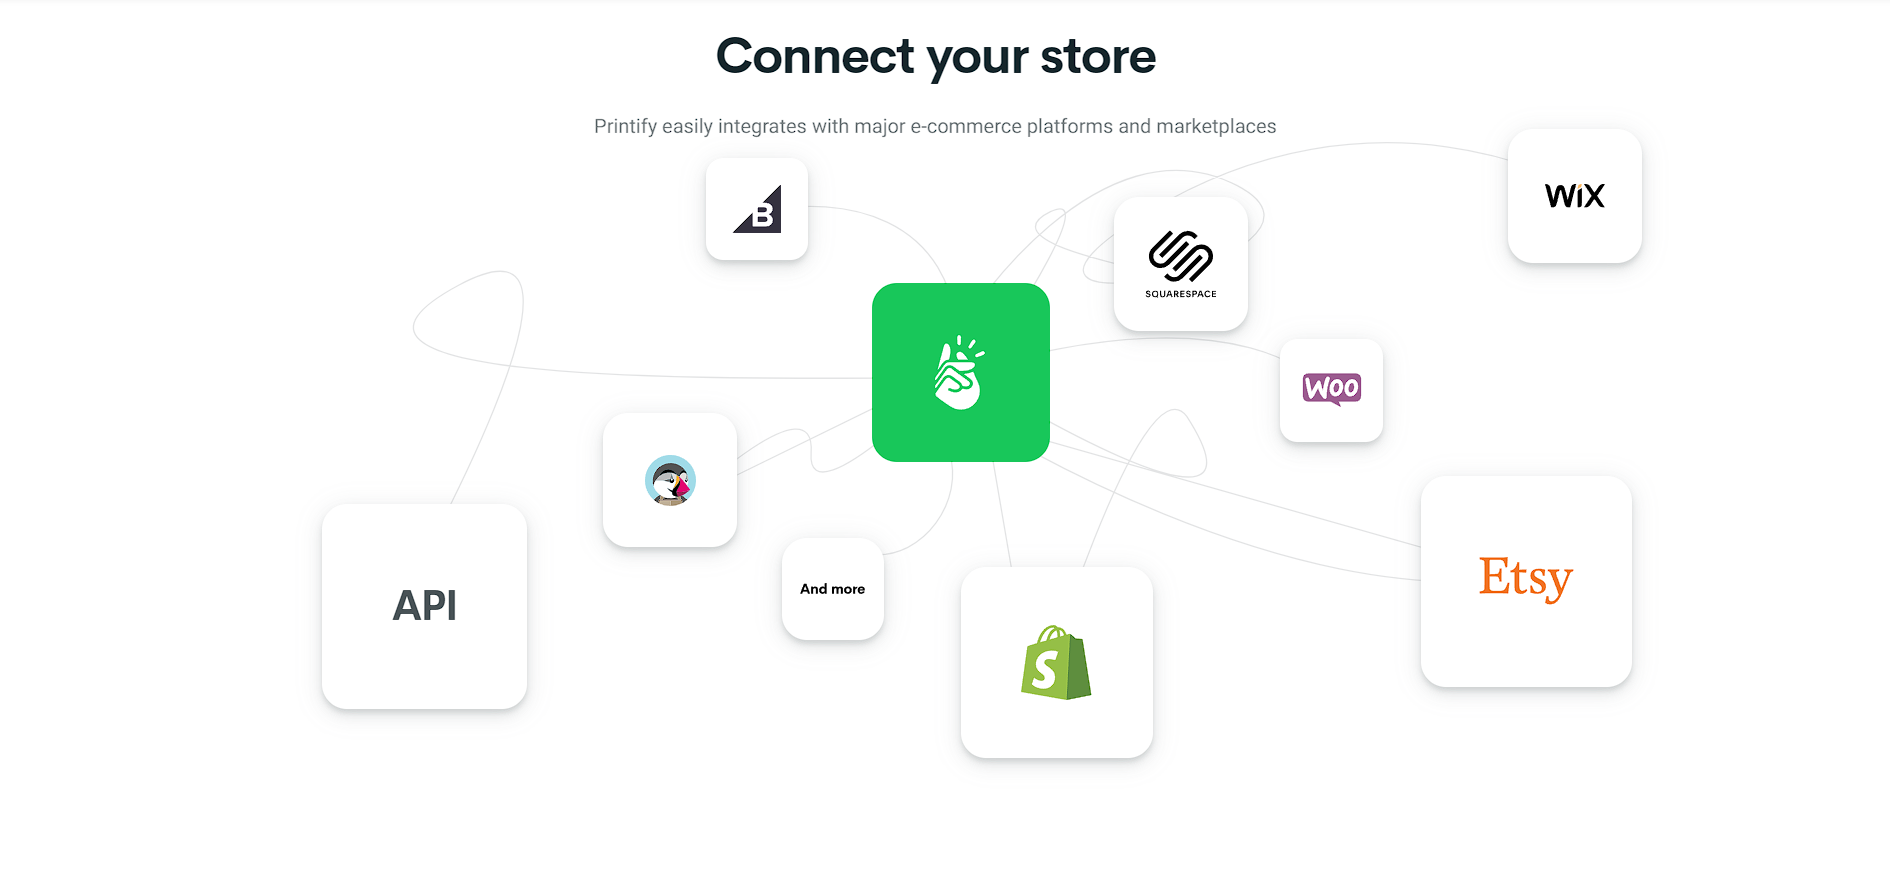 Connect your store
Printify easily integrates with major e-commerce platforms and marketplaces
B
WiX
SQUARESPACE
Woo
API
And more
S
Etsy